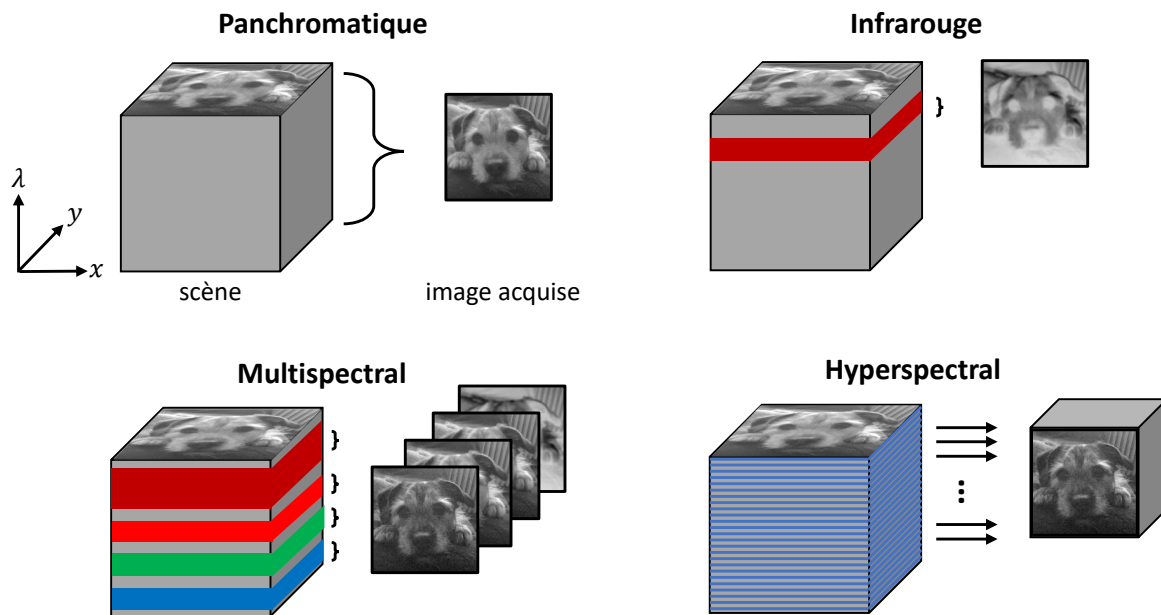 Panchromatique
Infrarouge
λ
y
x
scène
image acquise
Multispectral
Hyperspectral